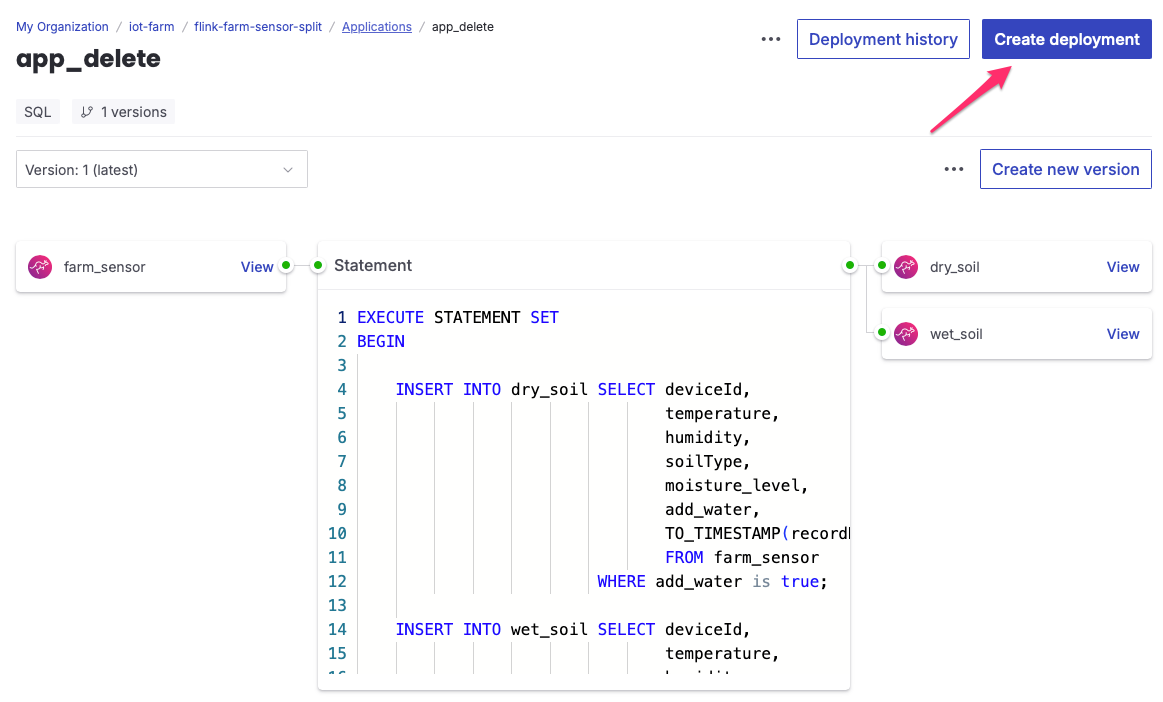 My Organization / iot-farm / flink-farm-sensor-split / Applications / app_delete
app_delete
Deployment history
Create deployment
SQL
1 versions
Version: 1 (latest)
Create new version
farm_sensor View
Statement
1 EXECUTE STATEMENT SET
2 BEGIN
3
4 INSERT INTO dry_soil SELECT deviceId,
5 temperature,
6 humidity,
7 soilType,
8 moisture_level,
9 add_water,
10 TO_TIMESTAMP(record
11 FROM farm_sensor
12 WHERE add_water is true;
13
14 INSERT INTO wet_soil SELECT deviceId,
15 temperature,
dry_soil View
wet_soil View